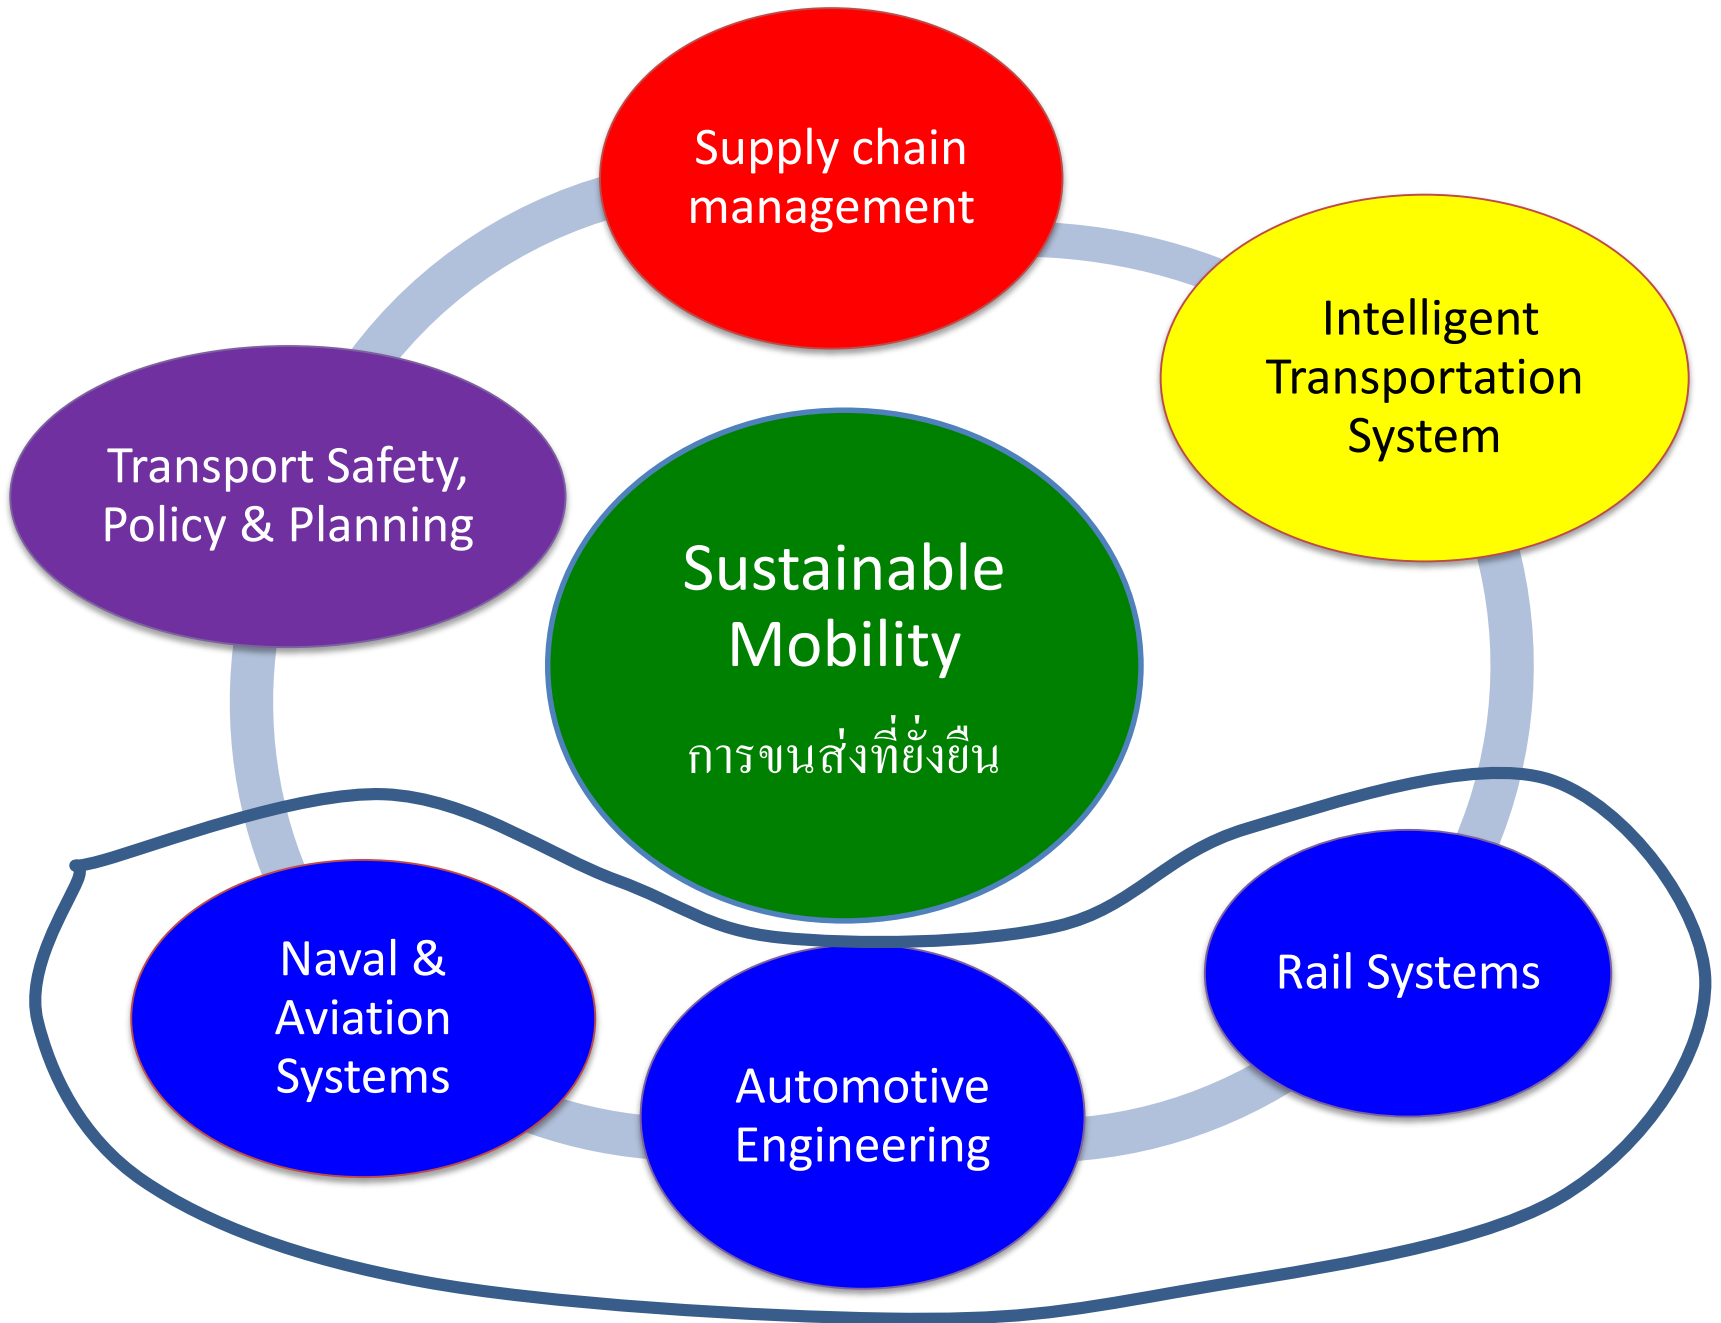 Supply chain
management
Intelligent
Transportation
System
Transport Safety,
Policy & Planning
Sustainable
Mobility
การขนส่งที่ยั่งยืน
Rail Systems
Naval &
Aviation
Systems
Automotive
Engineering